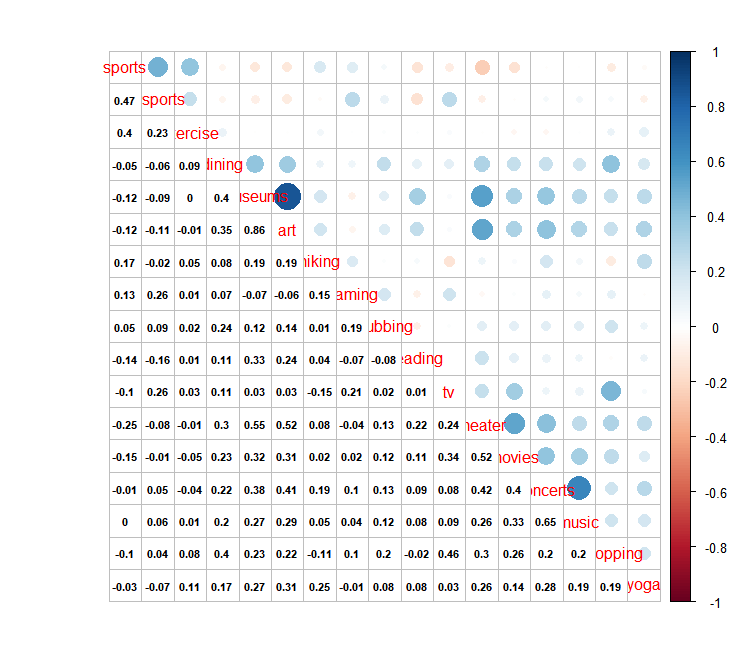 sports 1
0.47 sports 0.8
0.4 0.23 ercise
-0.05 -0.06 0.09 dining 0.6
-0.12 -0.09 0 0.4 useums
-0.12 -0.11 -0.01 0.35 0.86 art 0.4
0.17 -0.02 0.05 0.08 0.19 0.19 hiking 0.2
0.13 0.26 0.01 0.07 -0.07 -0.06 0.15 aming
0.05 0.09 0.02 0.24 0.12 0.14 0.01 0.19 ubbing 0
-0.14 -0.16 0.01 0.11 0.33 0.24 0.04 -0.07 -0.08 eading
-0.1 0.26 0.03 0.11 0.03 0.03 -0.15 0.21 0.02 0.01 tv -0.2
-0.25 -0.08 -0.01 0.3 0.55 0.52 0.08 -0.04 0.13 0.22 0.24 heater -0.4
-0.15 -0.01 -0.05 0.23 0.32 0.31 0.02 0.02 0.12 0.11 0.34 0.52 movies
-0.01 0.05 -0.04 0.22 0.38 0.41 0.19 0.1 0.13 0.09 0.08 0.42 0.4 oncerts -0.6
0 0.06 0.01 0.2 0.27 0.29 0.05 0.04 0.12 0.08 0.09 0.26 0.33 0.65 music
-0.1 0.04 0.08 0.4 0.23 0.22 -0.11 0.1 0.2 -0.02 0.46 0.3 0.26 0.2 0.2 opping -0.8
-0.03 -0.07 0.11 0.17 0.27 0.31 0.25 -0.01 0.08 0.08 0.03 0.26 0.14 0.28 0.19 0.19 yoga
-1